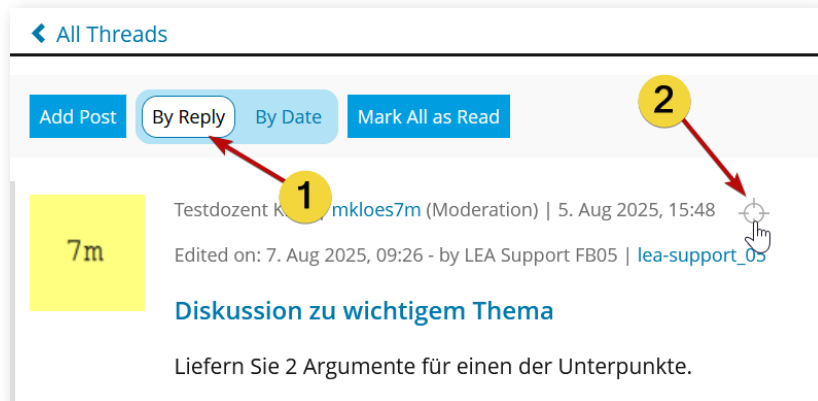 All Threads
Add Post By Reply By Date Mark All as Read
2
1
7m
Testdozent mkloes7m (Moderation) | 5. Aug 2025, 15:48
Edited on: 7. Aug 2025, 09:26 - by LEA Support FB05 | lea-support_05
Diskussion zu wichtigem Thema
Liefern Sie 2 Argumente für einen der Unterpunkte.